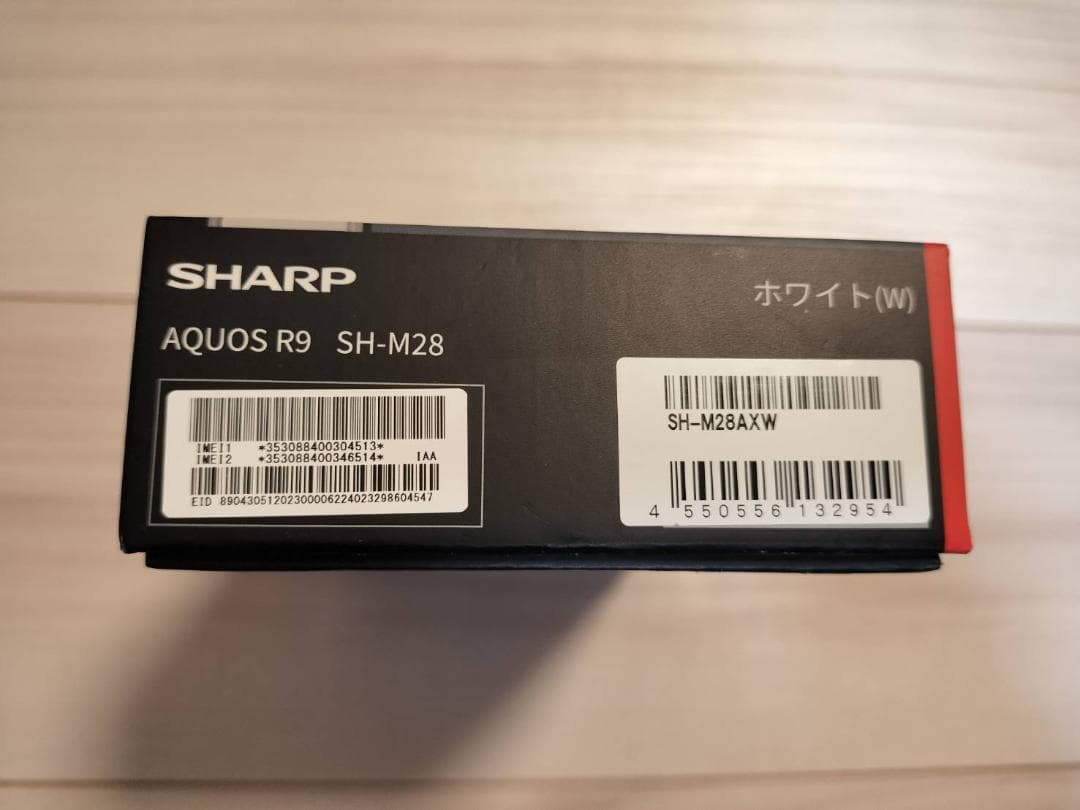 SHARP
ホワイト(W)
AQUOS R9 SH-M28
IMEI1 *353088400304513*
IMEI2 *353088400346514* IAA
EID 89043051202300006224023298604547
SH-M28AXW
4 550556 132954